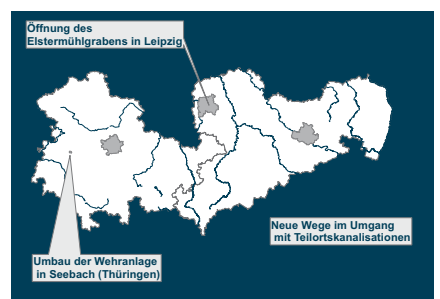 Öffnung des
Elstermühlgrabens in Leipzig
Neue Wege im Umgang
mit Teilortskanalisationen
Umbau der Wehranlage
in Seebach (Thüringen)